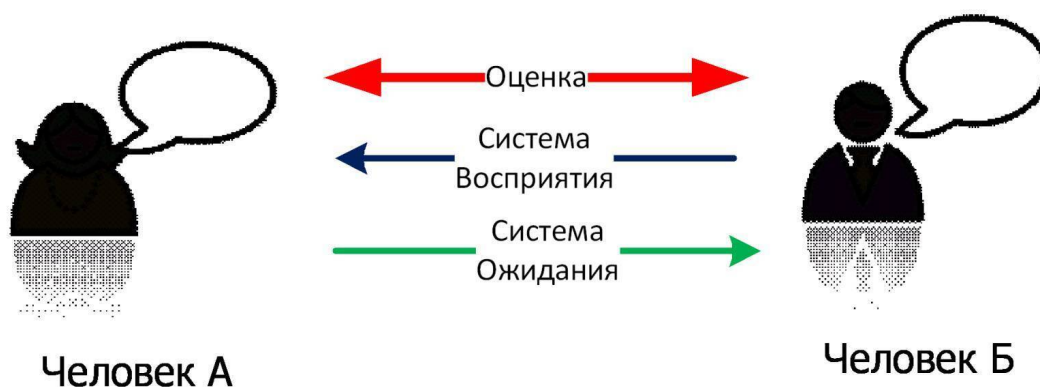 Оценка
Система
Восприятия
Система
Ожидания
Человек А
Человек Б